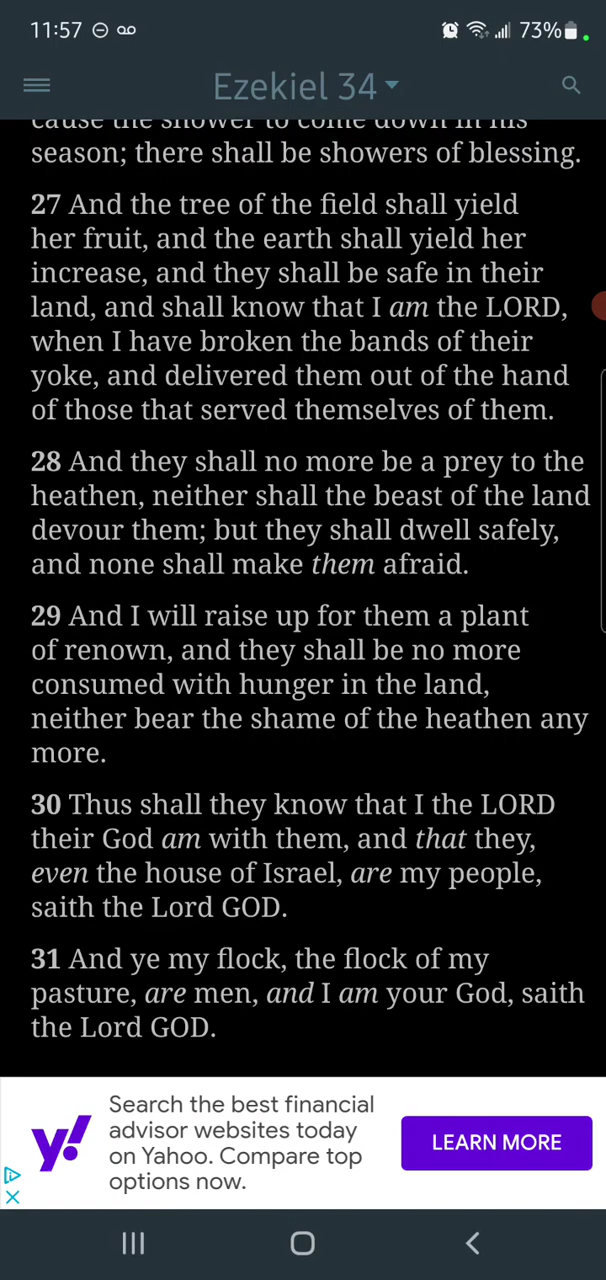 11:57
73%
Ezekiel 34
cause the shower to come down in his
season; there shall be showers of blessing.
27 And the tree of the field shall yield
her fruit, and the earth shall yield her
increase, and they shall be safe in their
land, and shall know that I am the LORD,
when I have broken the bands of their
yoke, and delivered them out of the hand
of those that served themselves of them.
28 And they shall no more be a prey to the
heathen, neither shall the beast of the land
devour them; but they shall dwell safely,
and none shall make them afraid.
29 And I will raise up for them a plant
of renown, and they shall be no more
consumed with hunger in the land,
neither bear the shame of the heathen any
more.
30 Thus shall they know that I the LORD
their God am with them, and that they,
even the house of Israel, are my people,
saith the Lord GOD.
31 And ye my flock, the flock of my
pasture, are men, and I am your God, saith
the Lord GOD.
y!
Search the best financial
advisor websites today
on Yahoo. Compare top
options now.
LEARN MORE